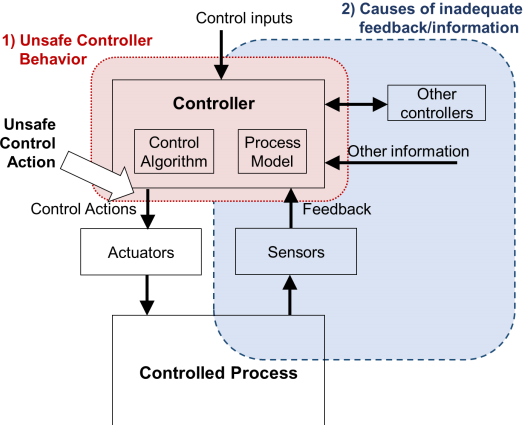 Control inputs
2) Causes of inadequate
feedback/information
1) Unsafe Controller
Behavior
Controller
Other
controllers
Unsafe
Control
Action
Control
Algorithm
Process
Model
Other information
Control Actions
Feedback
Actuators
Sensors
Controlled Process